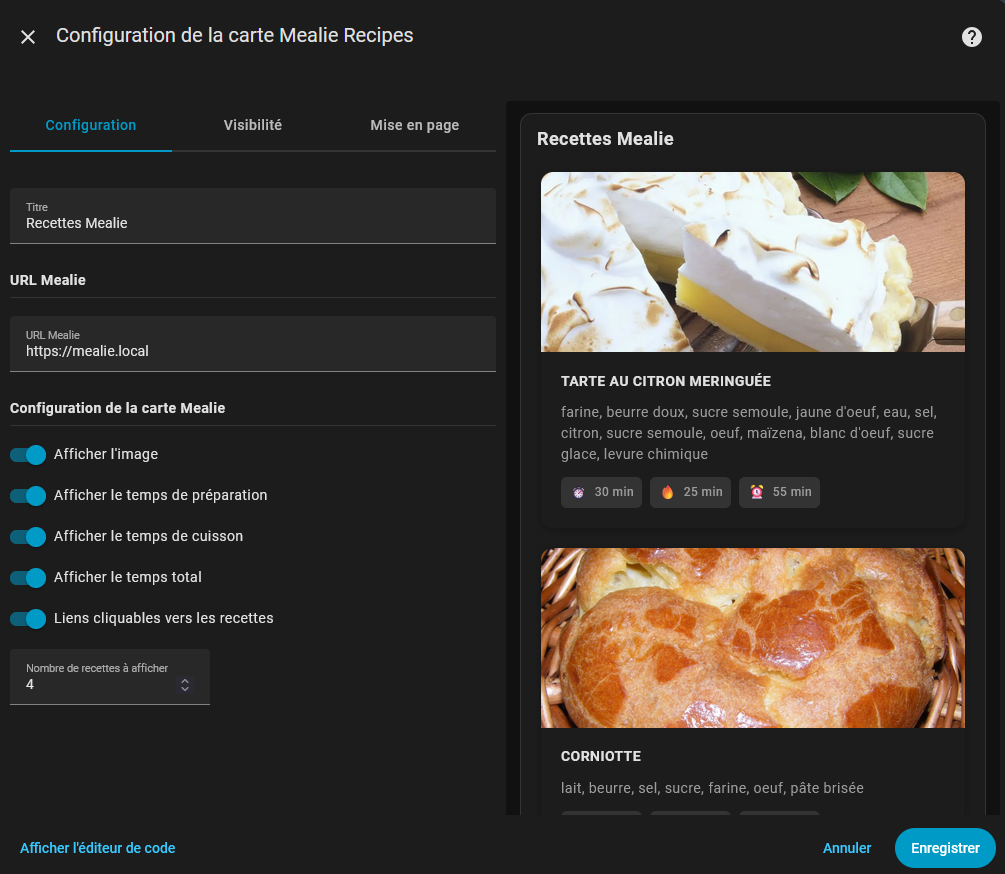 Configuration de la carte Mealie Recipes
Configuration
Visibilité
Mise en page
Titre
Recettes Mealie
URL Mealie
URL Mealie
https://mealie.local
Configuration de la carte Mealie
Afficher l'image
Afficher le temps de préparation
Afficher le temps de cuisson
Afficher le temps total
Liens cliquables vers les recettes
Nombre de recettes à afficher
4
Recettes Mealie
TARTE AU CITRON MERINGUÉE
farine, beurre doux, sucre semoule, jaune d'oeuf, eau, sel,
citron, sucre semoule, oeuf, maïzena, blanc d'oeuf, sucre
glace, levure chimique
30 min
25 min
55 min
CORNIOTTE
lait, beurre, sel, sucre, farine, oeuf, pâte brisée
Afficher l'éditeur de code
Annuler
Enregistrer